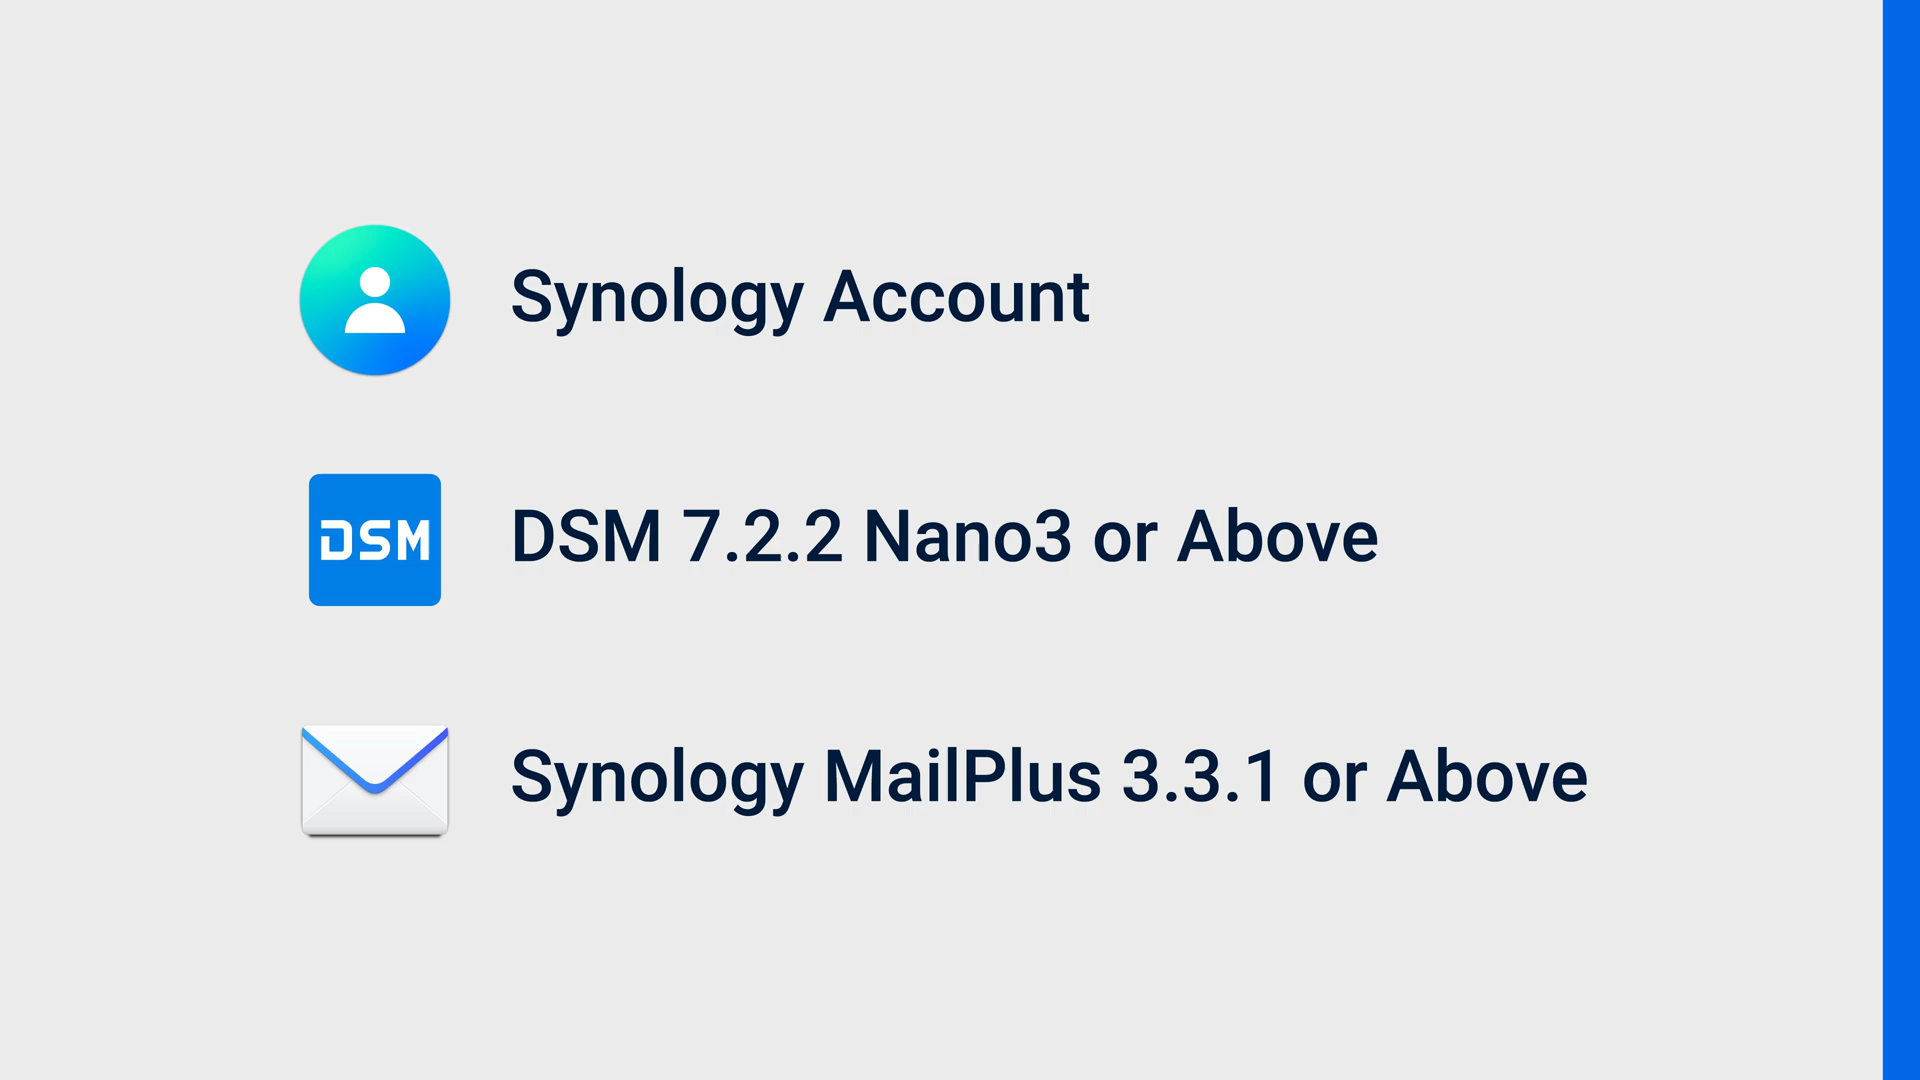 Synology Account
DSM
DSM 7.2.2 Nano3 or Above
Synology MailPlus 3.3.1 or Above